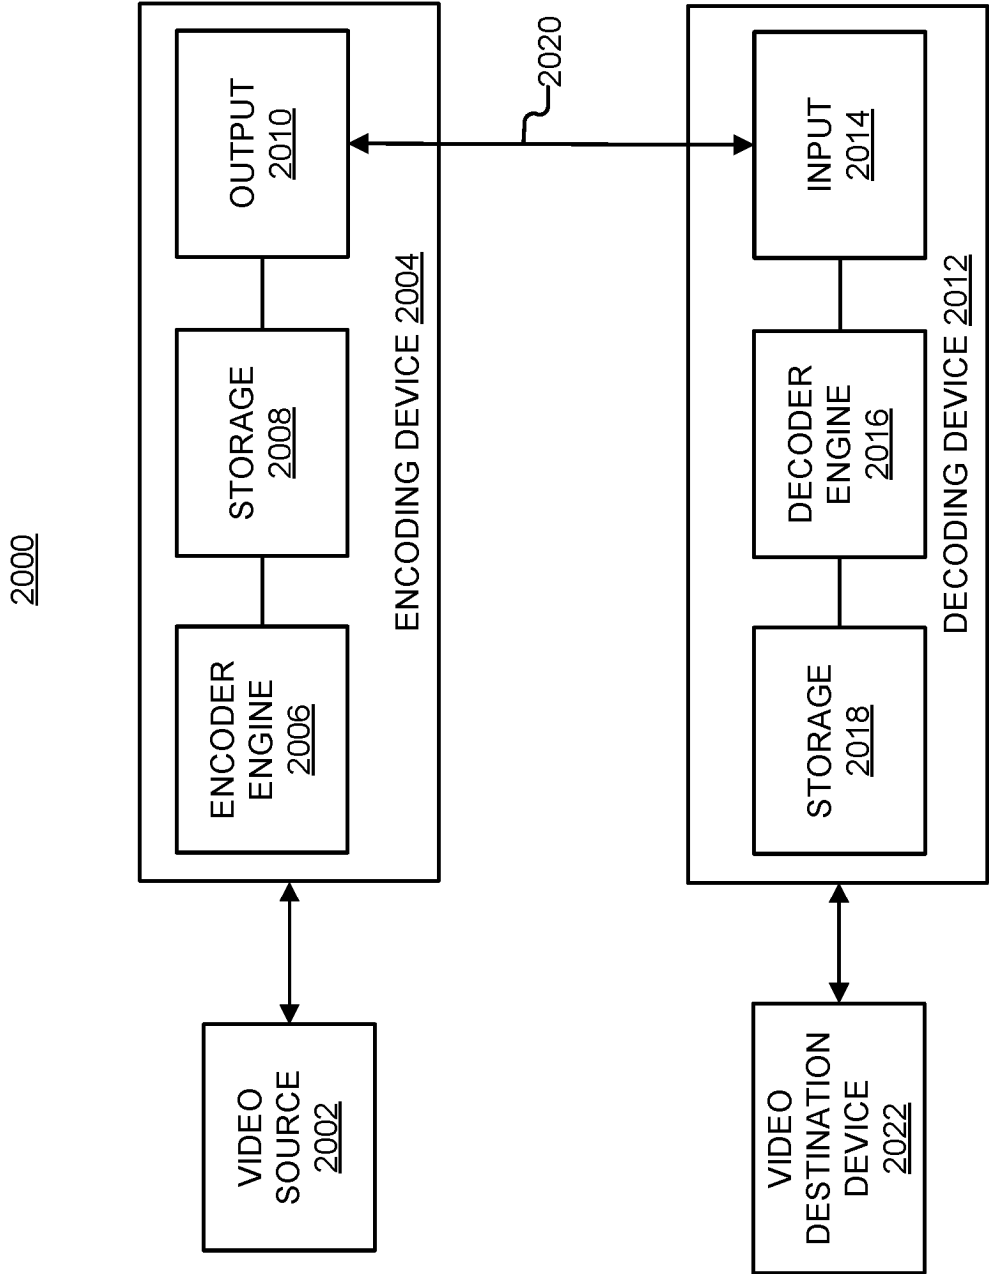 2000
VIDEO
SOURCE
2002
ENCODER
ENGINE
2006
STORAGE
2008
OUTPUT
2010
ENCODING DEVICE 2004
2020
VIDEO
DESTINATION
DEVICE
2022
STORAGE
2018
DECODER
ENGINE
2016
INPUT
2014
DECODING DEVICE 2012